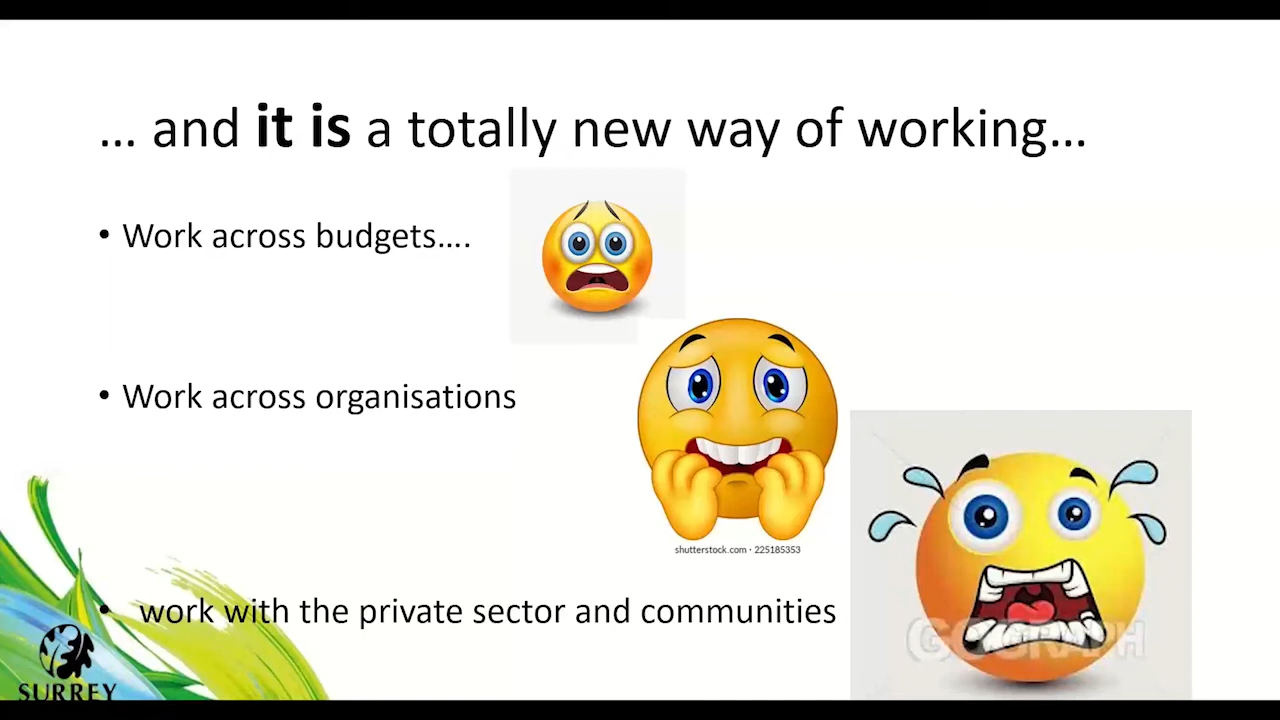 … and it is a totally new way of working…
• Work across budgets….
• Work across organisations
shutterstock.com · 225185353
• work with the private sector and communities
GOGRAPH
SURREY